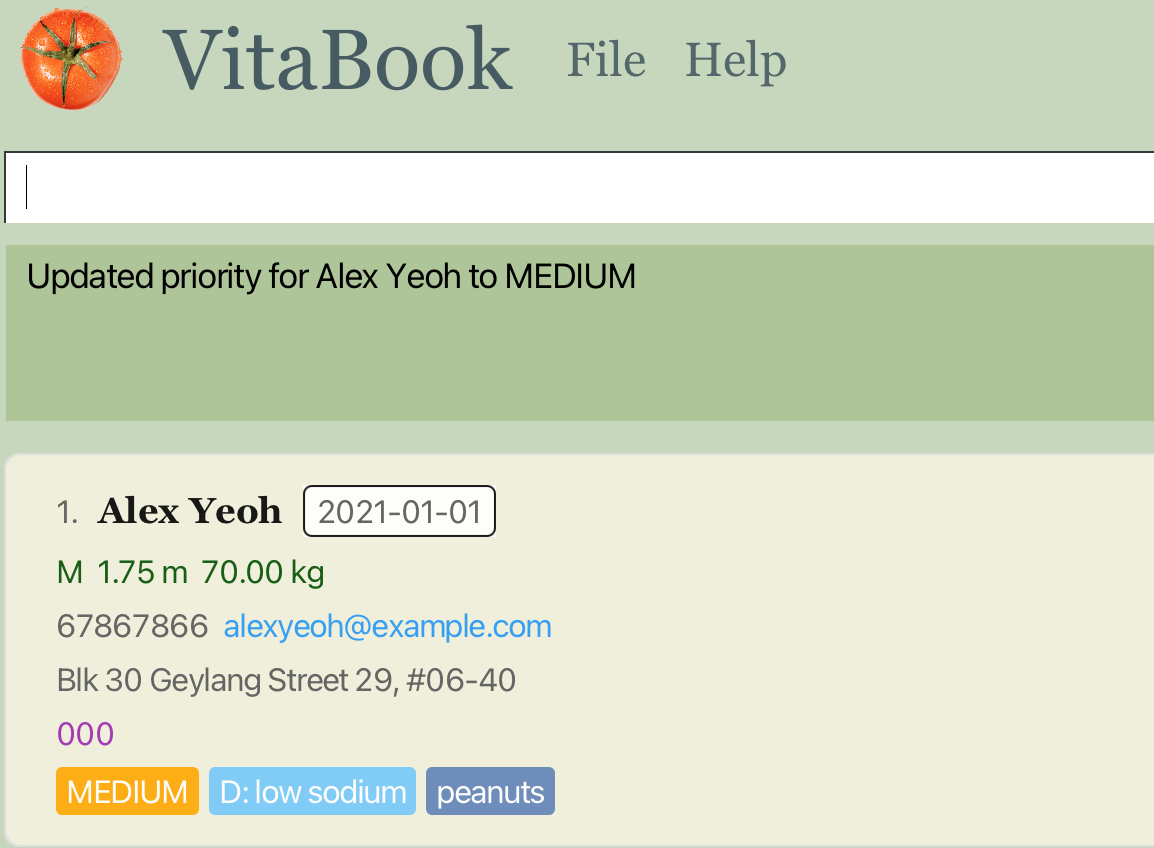 VitaBook File Help
Updated priority for Alex Yeoh to MEDIUM
1. Alex Yeoh 2021-01-01
M 1.75 m 70.00 kg
67867866 alexyeoh@example.com
Blk 30 Geylang Street 29, #06-40
000
MEDIUM D: low sodium peanuts